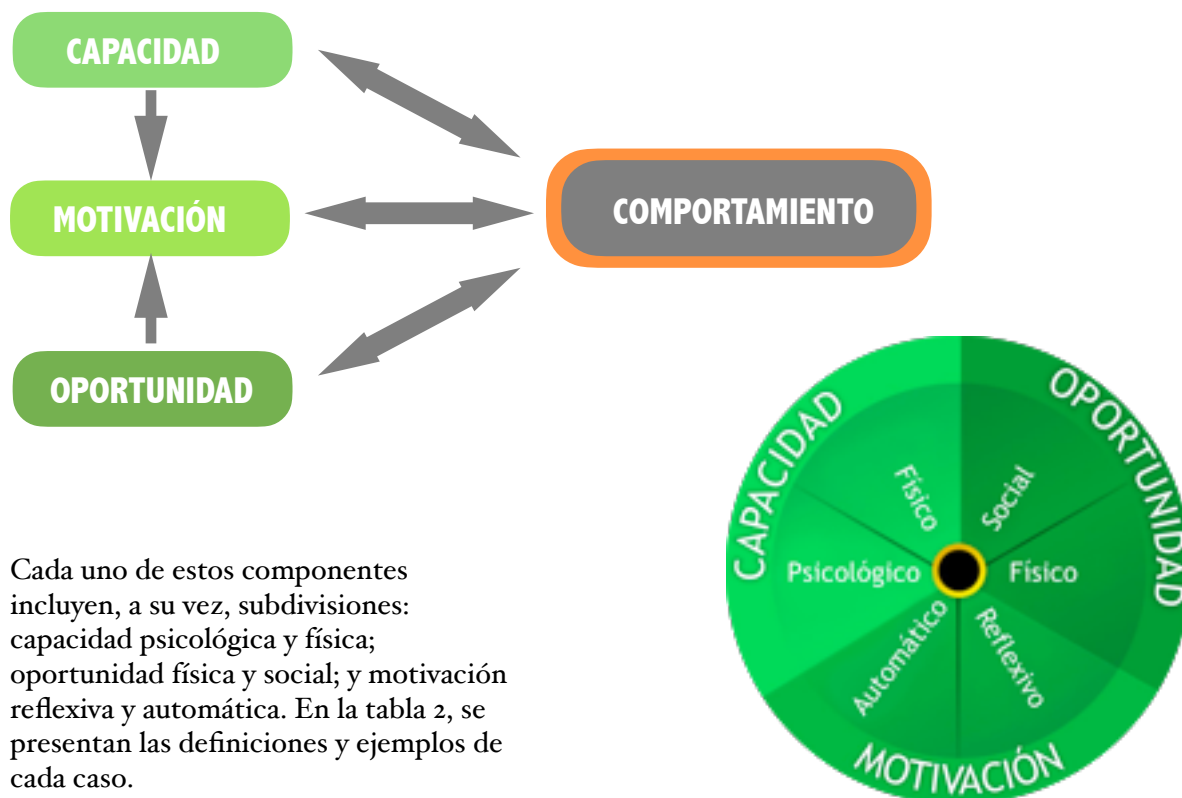 CAPACIDAD
MOTIVACIÓN
COMPORTAMIENTO
OPORTUNIDAD
CAPACIDAD
OPORTUNIDAD
Físico
Social
Psicológico
Físico
Automático
Reflexivo
MOTIVACIÓN
Cada uno de estos componentes
incluyen, a su vez, subdivisiones:
capacidad psicológica y física;
oportunidad física y social; y motivación
reflexiva y automática. En la tabla 2, se
presentan las definiciones y ejemplos de
cada caso.